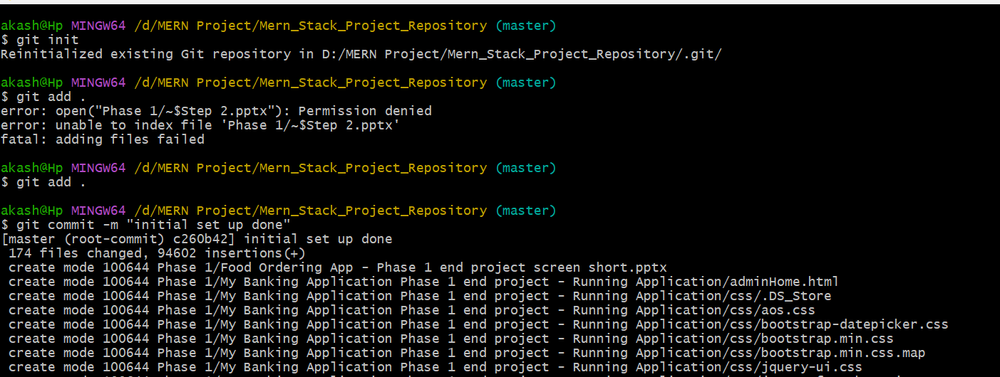 akash@Hp MINGW64 /d/MERN Project/Mern_Stack_Project_Repository (master)
$ git init
Reinitialized existing Git repository in D:/MERN Project/Mern_Stack_Project_Repository/.git/
akash@Hp MINGW64 /d/MERN Project/Mern_Stack_Project_Repository (master)
$ git add .
error: open("Phase 1/~$Step 2.pptx"): Permission denied
error: unable to index file 'Phase 1/~$Step 2.pptx'
fatal: adding files failed
akash@Hp MINGW64 /d/MERN Project/Mern_Stack_Project_Repository (master)
$ git add .
akash@Hp MINGW64 /d/MERN Project/Mern_Stack_Project_Repository (master)
$ git commit -m "initial set up done"
[master (root-commit) c260b42] initial set up done
174 files changed, 94602 insertions(+)
create mode 100644 Phase 1/Food Ordering App - Phase 1 end project screen short.pptx
create mode 100644 Phase 1/My Banking Application Phase 1 end project - Running Application/adminHome.html
create mode 100644 Phase 1/My Banking Application Phase 1 end project - Running Application/css/.DS_Store
create mode 100644 Phase 1/My Banking Application Phase 1 end project - Running Application/css/aos.css
create mode 100644 Phase 1/My Banking Application Phase 1 end project - Running Application/css/bootstrap-datepicker.css
create mode 100644 Phase 1/My Banking Application Phase 1 end project - Running Application/css/bootstrap.min.css
create mode 100644 Phase 1/My Banking Application Phase 1 end project - Running Application/css/bootstrap.min.css.map
create mode 100644 Phase 1/My Banking Application Phase 1 end project - Running Application/css/jquery-ui.css